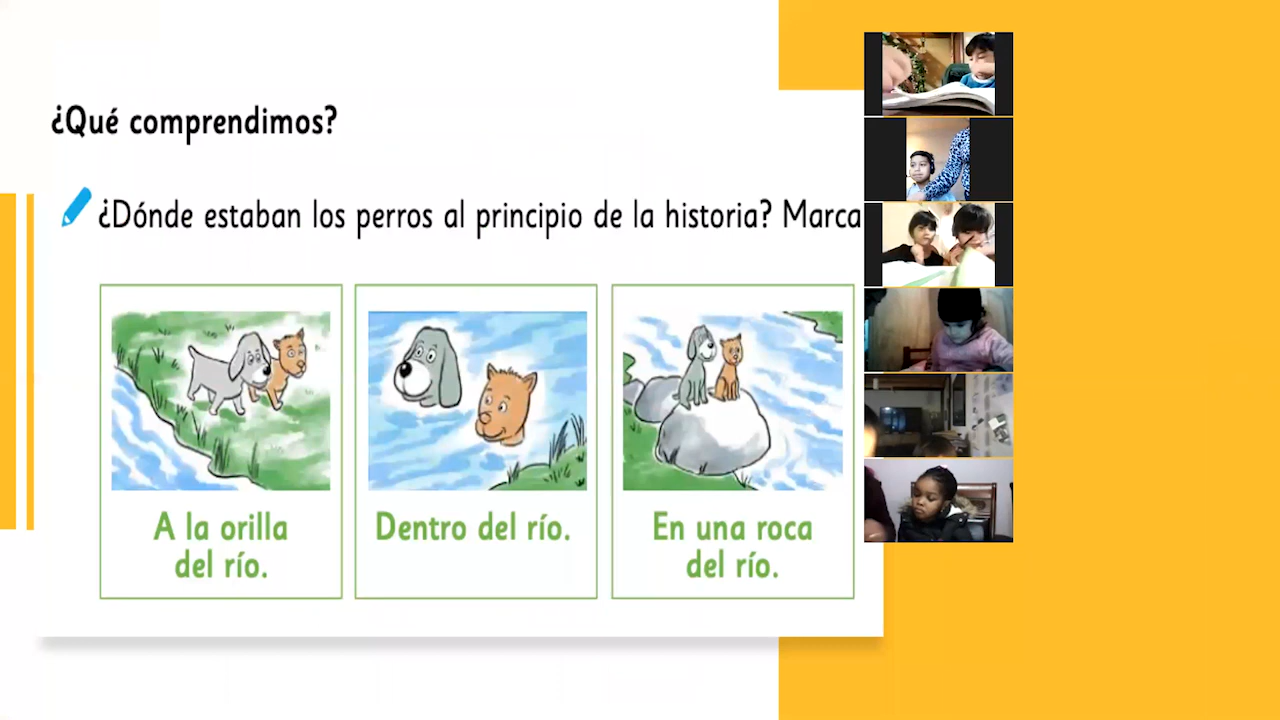 ¿Qué comprendimos?
¿Dónde estaban los perros al principio de la historia? Marca
A la orilla
del río.
Dentro del río.
En una roca
del río.